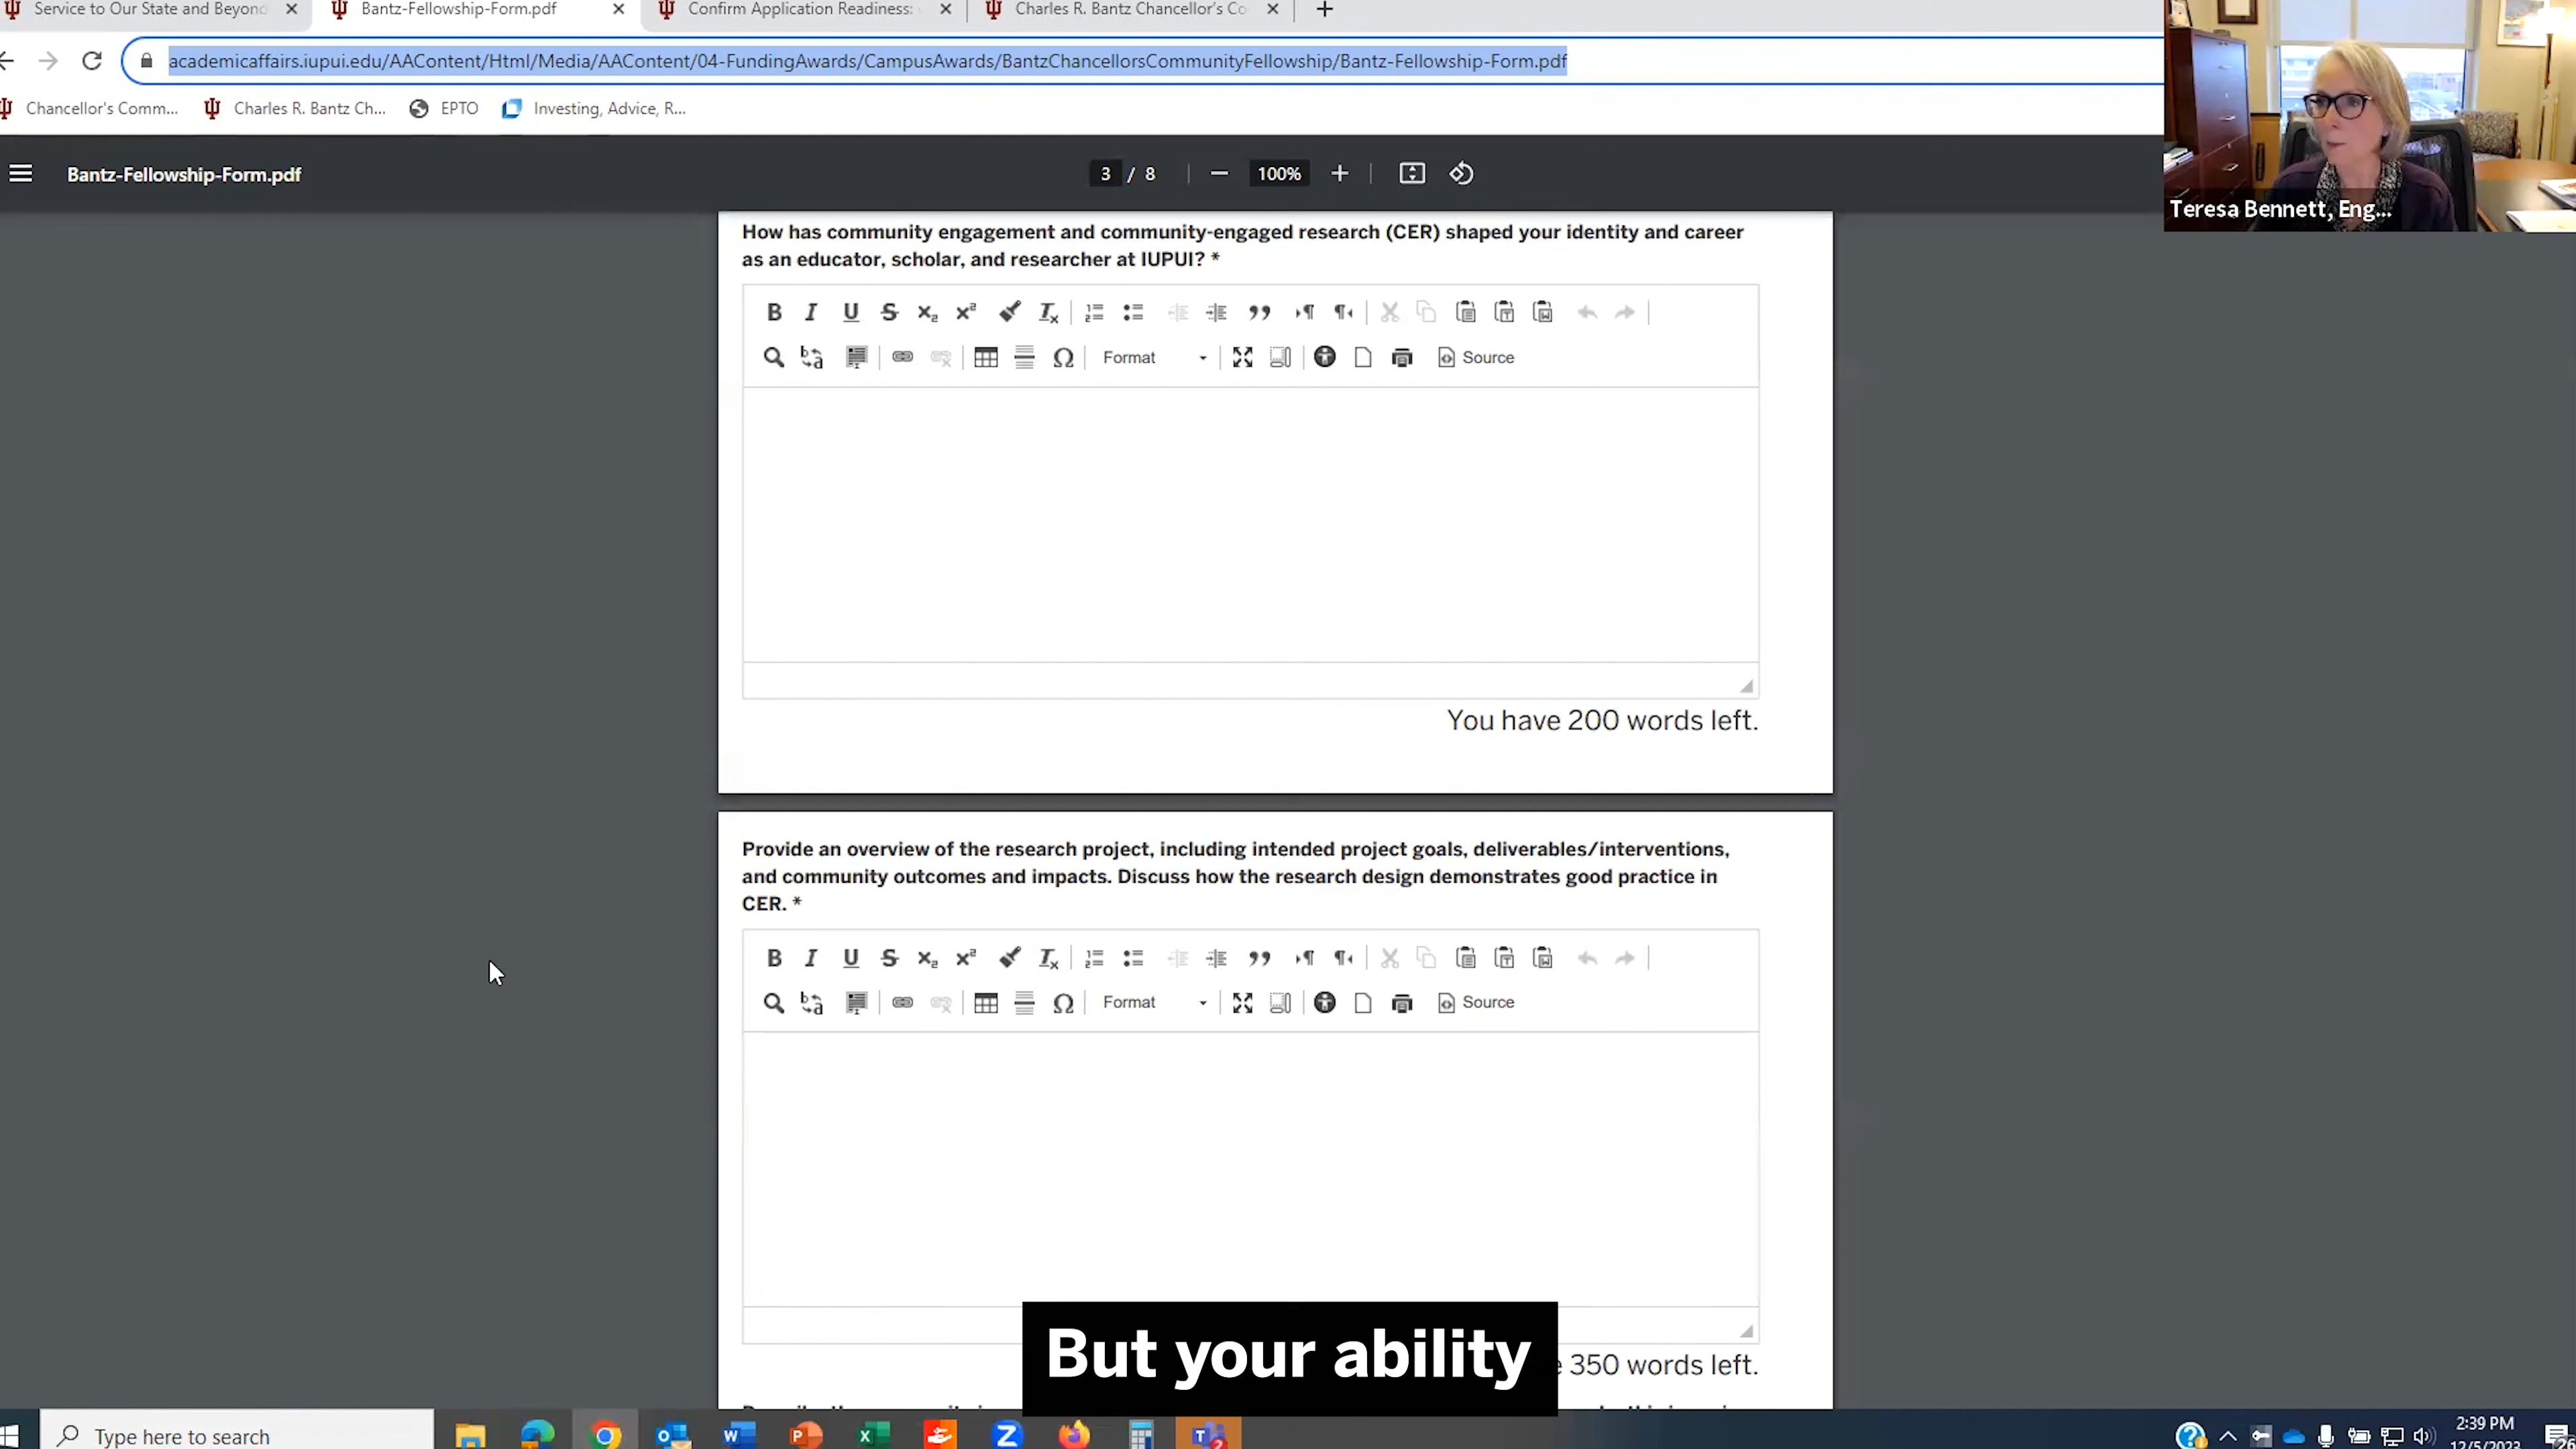 Service to Our State and Beyond
Bantz-Fellowship-Form.pdf
Confirm Application Readiness:
Charles R. Bantz Chancellor's Co
academicaffairs.iupui.edu/AAContent/Html/Media/AAContent/04-FundingAwards/CampusAwards/BantzChancellorsCommunityFellowship/Bantz-Fellowship-Form.pdf
Chancellor's Comm...
Charles R. Bantz Ch...
EPTO
Investing, Advice, R...
Bantz-Fellowship-Form.pdf
3 / 8
100%
Teresa Bennett, Eng...
How has community engagement and community-engaged research (CER) shaped your identity and career
as an educator, scholar, and researcher at IUPUI? *
Format
Source
You have 200 words left.
Provide an overview of the research project, including intended project goals, deliverables/interventions,
and community outcomes and impacts. Discuss how the research design demonstrates good practice in
CER. *
Format
Source
350 words left.
But your ability
Type here to search
2:39 PM
12/5/2023